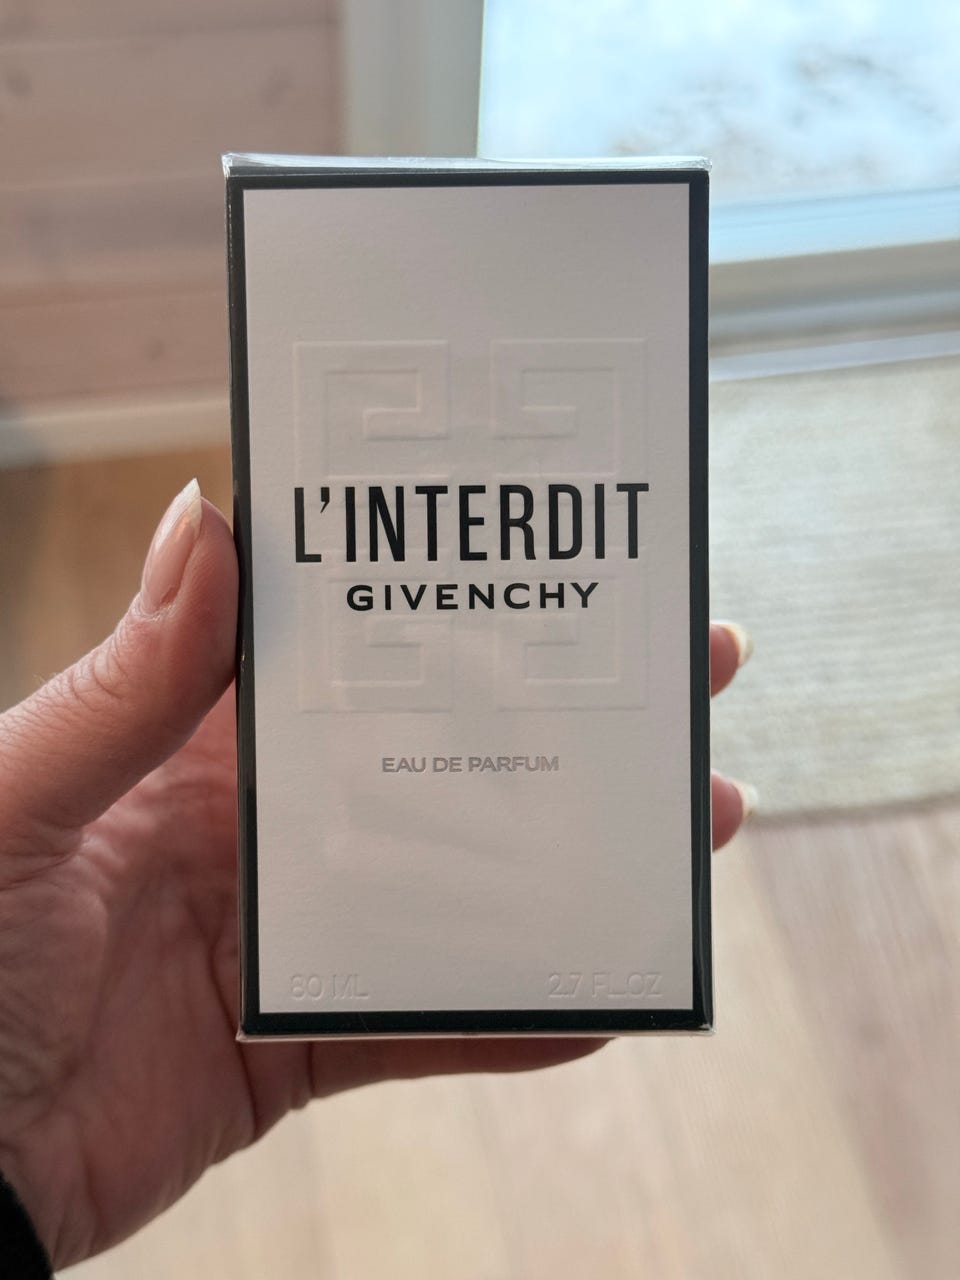 L'INTERDIT
GIVENCHY
EAU DE PARFUM
80 ML 2.7 FL.OZ